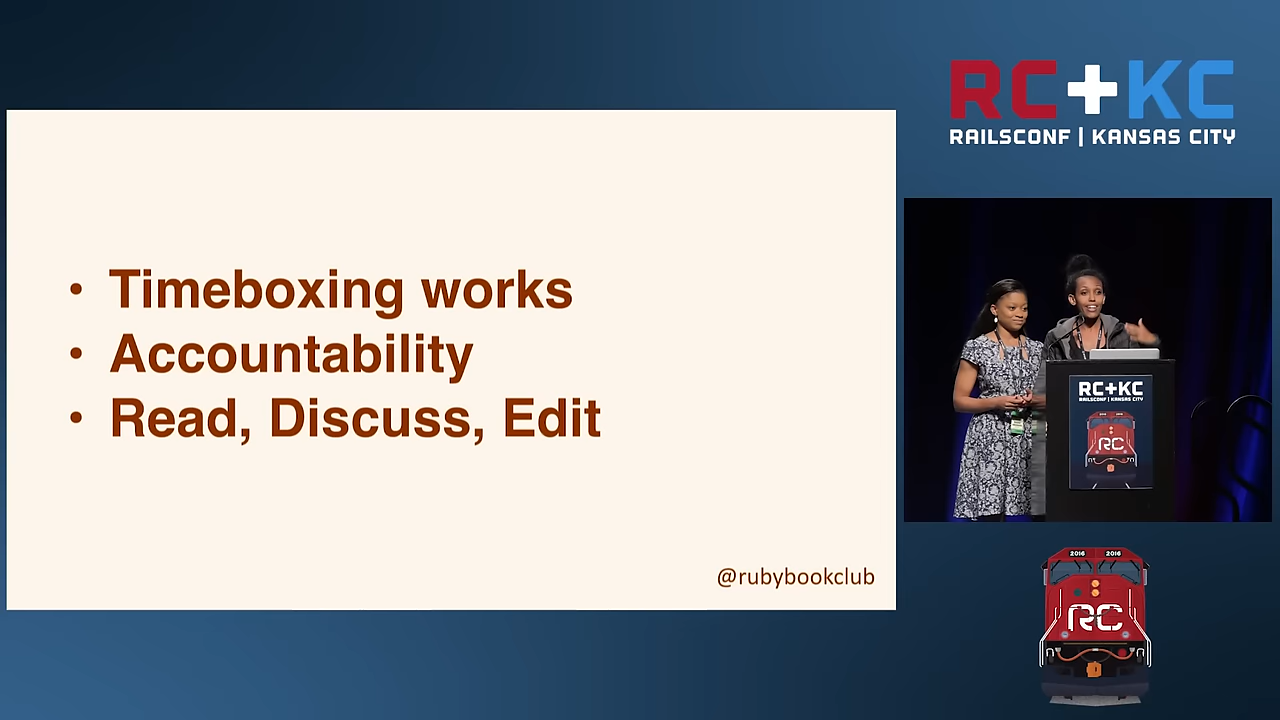 RC+KC
RAILSCONF | KANSAS CITY
• Timeboxing works
• Accountability
• Read, Discuss, Edit
@rubybookclub
RC+KC
RAILSCONF | KANSAS CITY
RC
2016 2016
RC